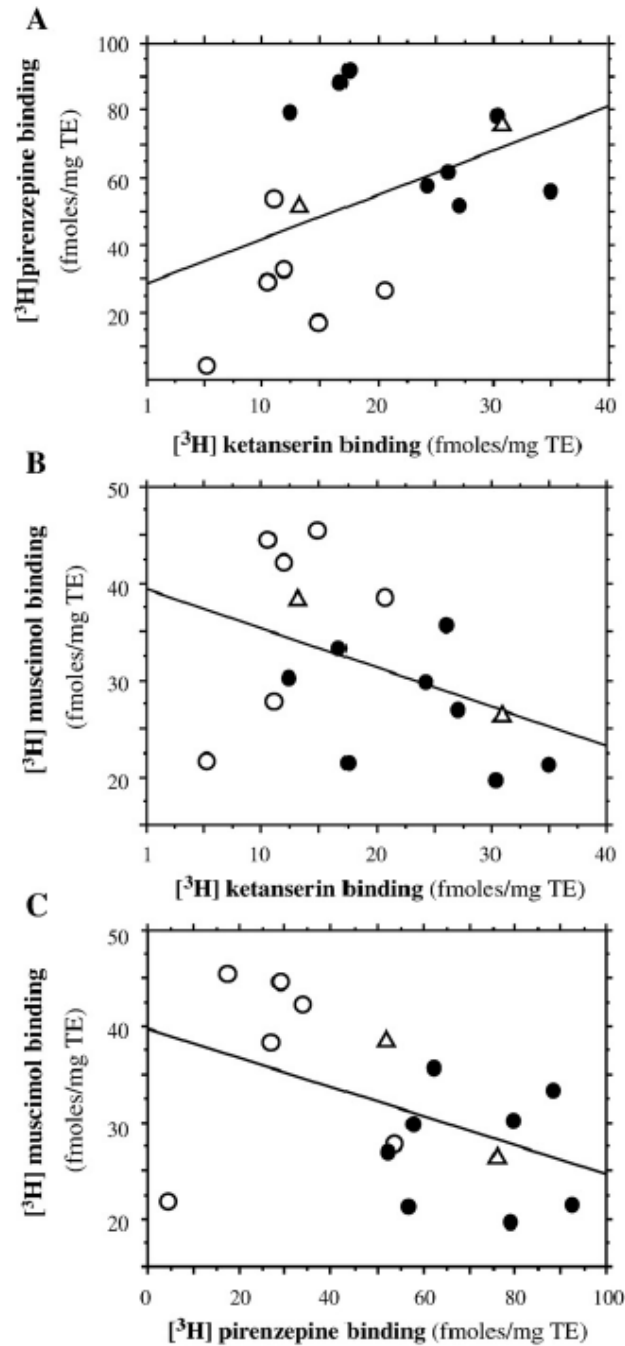 A
[³H]pirenzepine binding
(fmoles/mg TE)
100
80
60
40
20
1
10
20
30
40
[³H] ketanserin binding (fmoles/mg TE)
B
[³H] muscimol binding
(fmoles/mg TE)
50
40
30
20
1
10
20
30
40
[³H] ketanserin binding (fmoles/mg TE)
C
[³H] muscimol binding
(fmoles/mg TE)
50
40
30
20
0
20
40
60
80
100
[³H] pirenzepine binding (fmoles/mg TE)